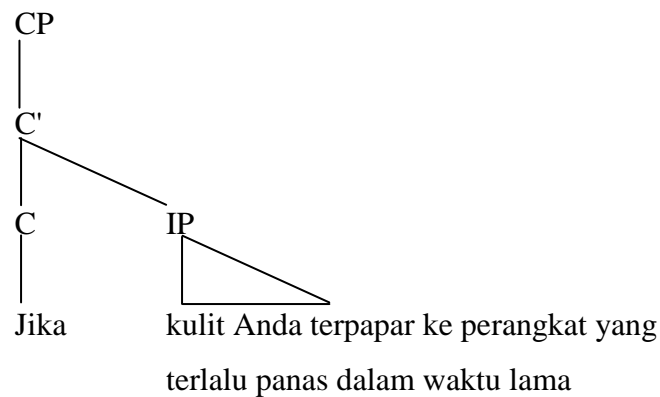 CP
C'
C IP
Jika kulit Anda terpapar ke perangkat yang
terlalu panas dalam waktu lama